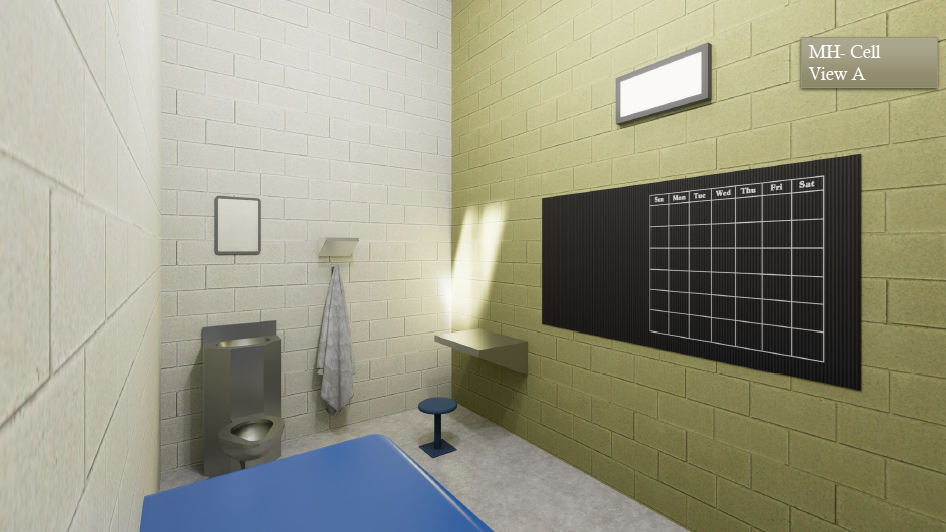 MH- Cell
View A
Sun Mon Tue Wed Thu Fri Sat